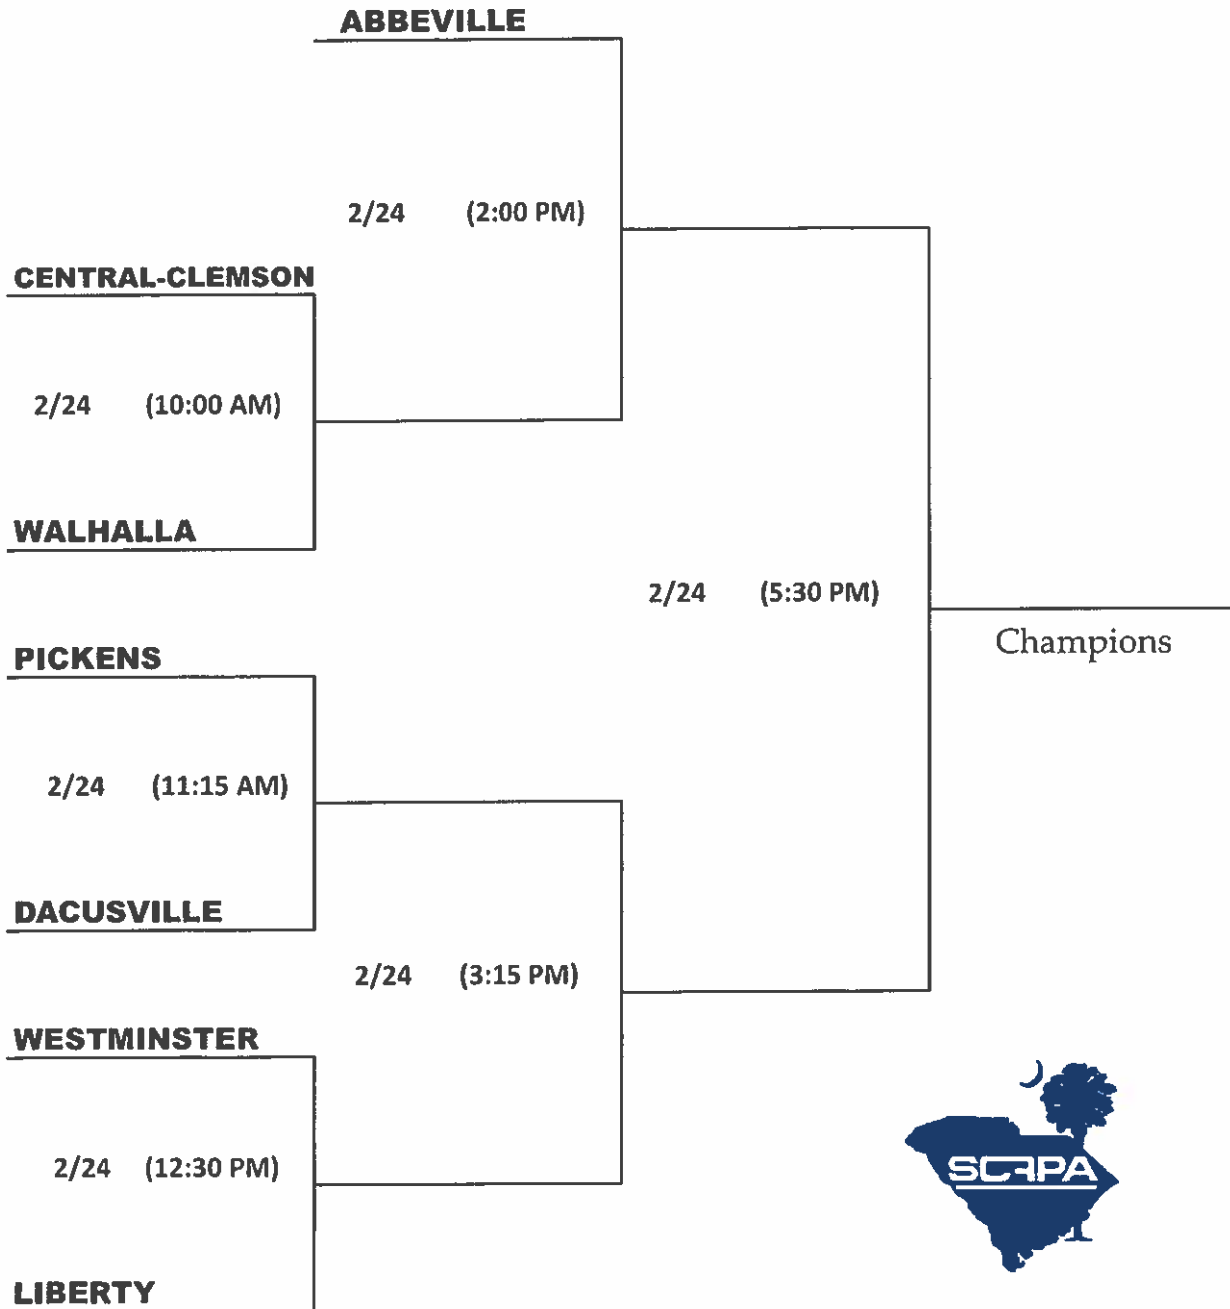 ABBEVILLE
2/24 (2:00 PM)
CENTRAL-CLEMSON
2/24 (10:00 AM)
WALHALLA
2/24 (5:30 PM)
Champions
PICKENS
2/24 (11:15 AM)
DACUSVILLE
2/24 (3:15 PM)
WESTMINSTER
2/24 (12:30 PM)
SCRPA
LIBERTY